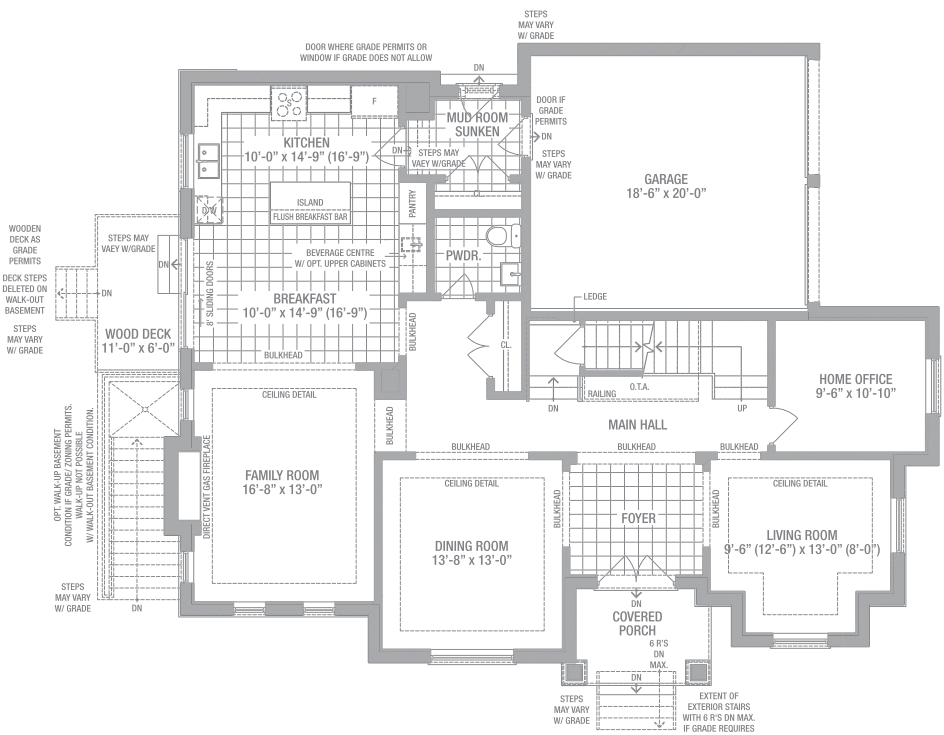 STEPS
MAY VARY
W/ GRADE
DOOR WHERE GRADE PERMITS OR
WINDOW IF GRADE DOES NOT ALLOW
DN
S
F
MUD ROOM
SUNKEN
DOOR IF
GRADE
PERMITS
DN
STEPS
MAY VARY
W/ GRADE
KITCHEN
10'-0" x 14'-9" (16'-9")
DN
STEPS MAY
VAEY W/GRADE
CL.
GARAGE
18'-6" x 20'-0"
ISLAND
FLUSH BREAKFAST BAR
D/W
PANTRY
WOODEN
DECK AS
GRADE
PERMITS
DECK STEPS
DELETED ON
WALK-OUT
BASEMENT
STEPS
MAY VARY
W/ GRADE
STEPS MAY
VAEY W/GRADE
DN
DN
WOOD DECK
11'-0" x 6'-0"
8' SLIDING DOORS
BEVERAGE CENTRE
W/ OPT. UPPER CABINETS
PWDR.
BREAKFAST
10'-0" x 14'-9" (16'-9")
BULKHEAD
BULKHEAD
LEDGE
CL.
RAILING
O.T.A.
DN
UP
HOME OFFICE
9'-6" x 10'-10"
MAIN HALL
CEILING DETAIL
BULKHEAD
BULKHEAD
BULKHEAD
BULKHEAD
OPT. WALK-UP BASEMENT
CONDITION IF GRADE/ ZONING PERMITS.
WALK-UP NOT POSSIBLE
W/ WALK-OUT BASEMENT CONDITION.
DIRECT VENT GAS FIREPLACE
FAMILY ROOM
16'-8" x 13'-0"
CEILING DETAIL
DINING ROOM
13'-8" x 13'-0"
BULKHEAD
FOYER
BULKHEAD
CEILING DETAIL
LIVING ROOM
9'-6" (12'-6") x 13'-0" (8'-0")
STEPS
MAY VARY
W/ GRADE
DN
DN
COVERED
PORCH
6 R'S
DN
MAX.
DN
STEPS
MAY VARY
W/ GRADE
EXTENT OF
EXTERIOR STAIRS
WITH 6 R'S DN MAX.
IF GRADE REQUIRES